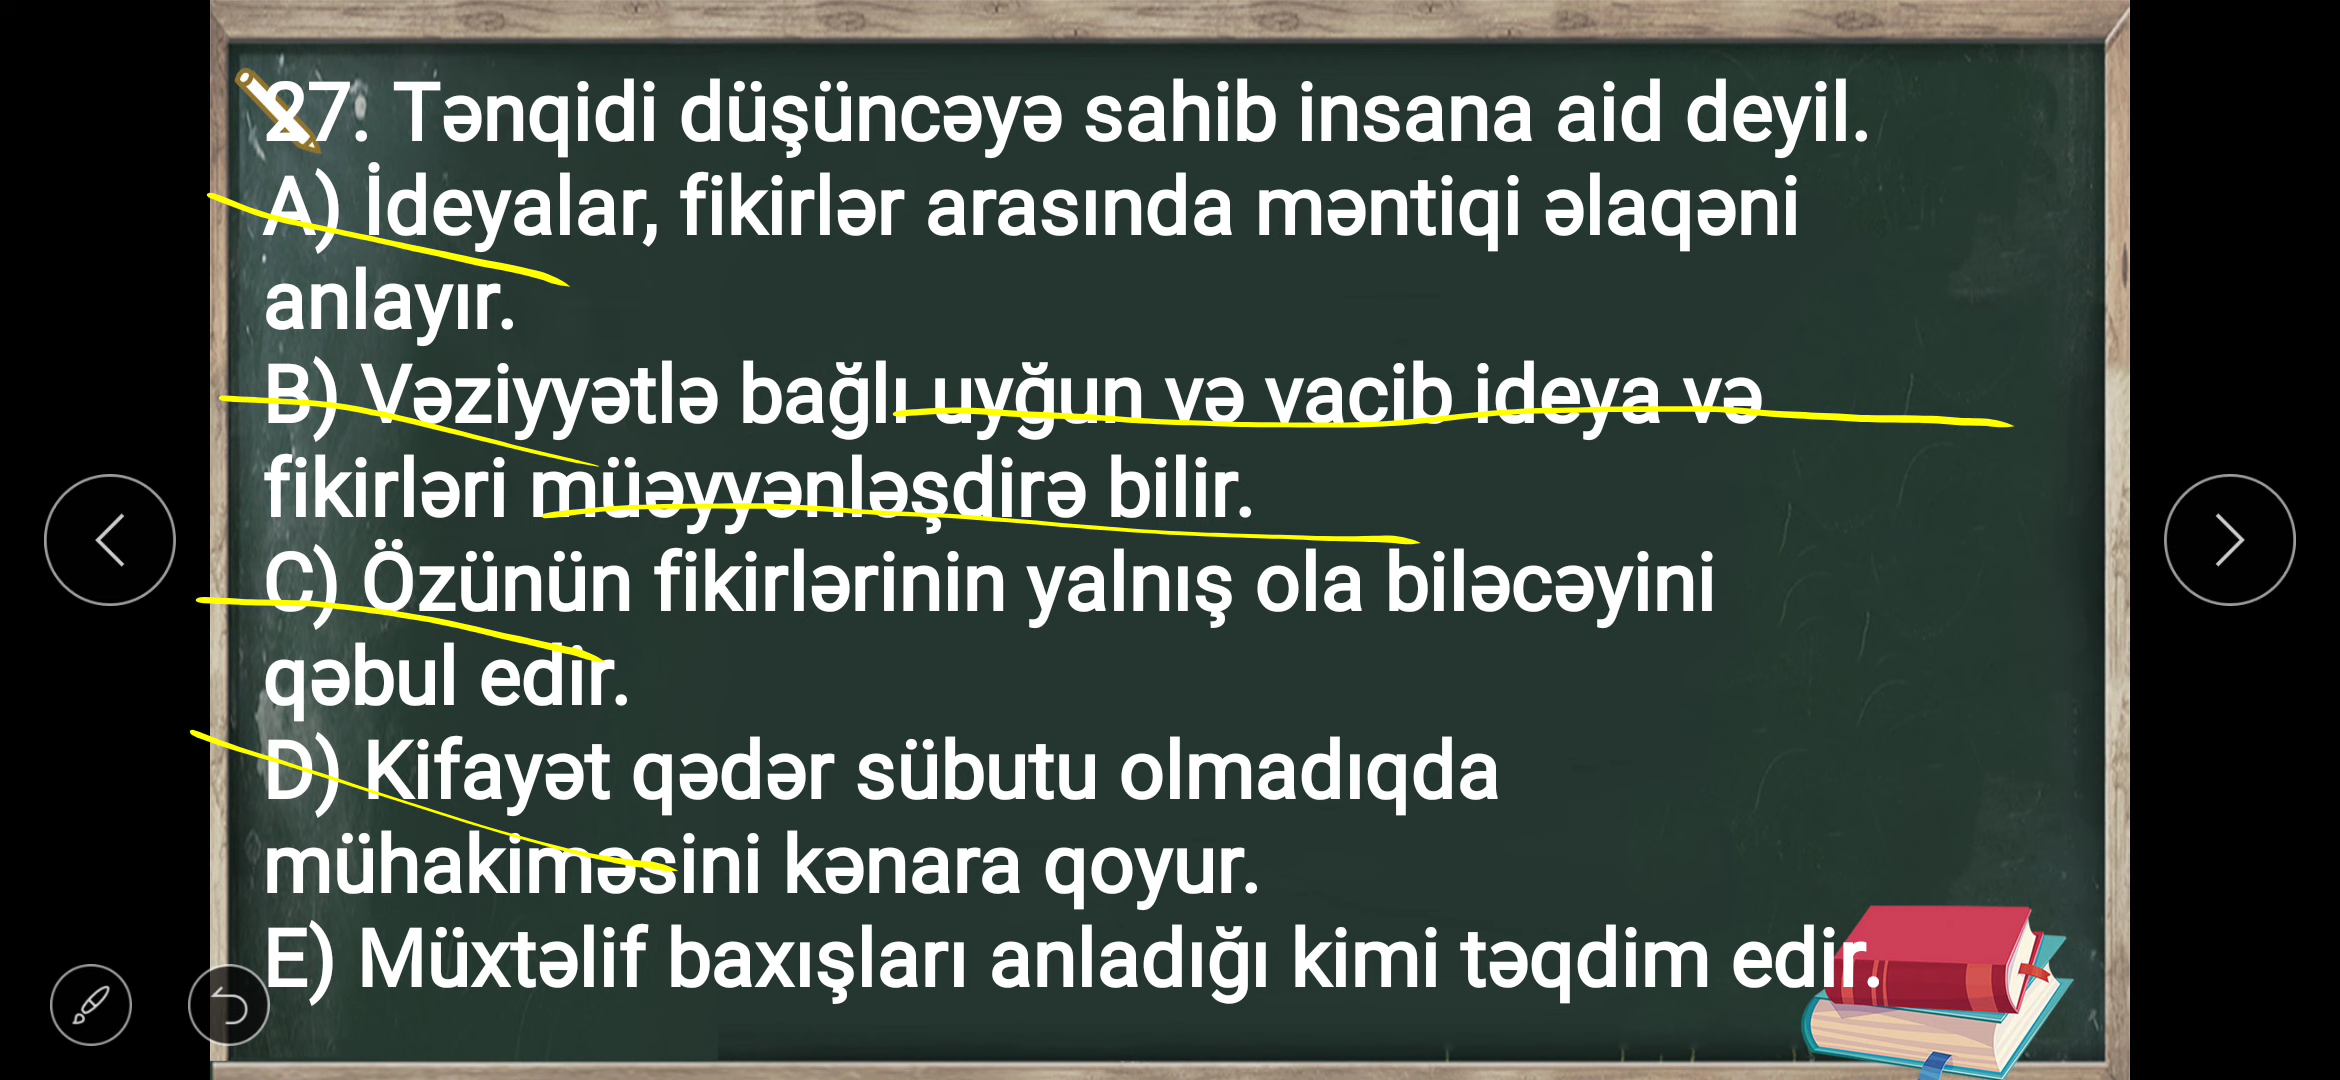 27. Tənqidi düşüncəyə sahib insana aid deyil.
A) İdeyalar, fikirlər arasında məntiqi əlaqəni
anlayır.
B) Vəziyyətlə bağlı uyğun və vacib ideya və
fikirləri müəyyənləşdirə bilir.
C) Özünün fikirlərinin yalnış ola biləcəyini
qəbul edir.
D) Kifayət qədər sübutu olmadıqda
mühakiməsini kənara qoyur.
E) Müxtəlif baxışları anladığı kimi təqdim edir.